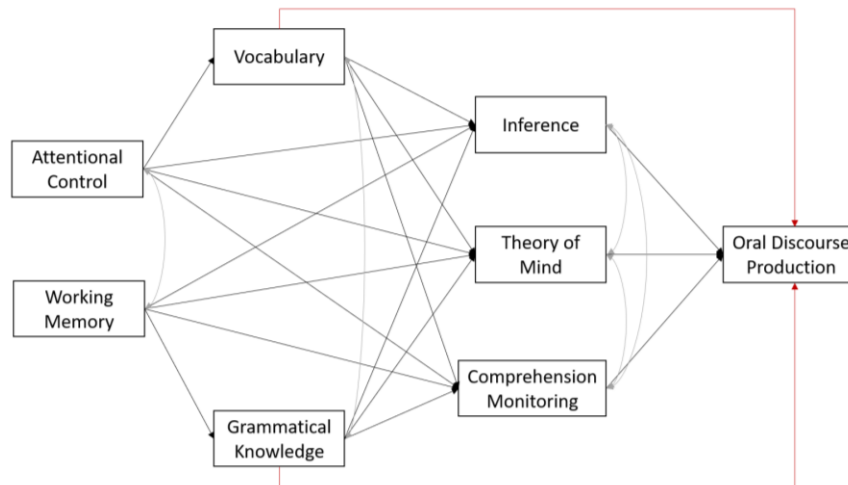 Vocabulary
Attentional
Control
Working
Memory
Grammatical
Knowledge
Inference
Theory of
Mind
Comprehension
Monitoring
Oral Discourse
Production